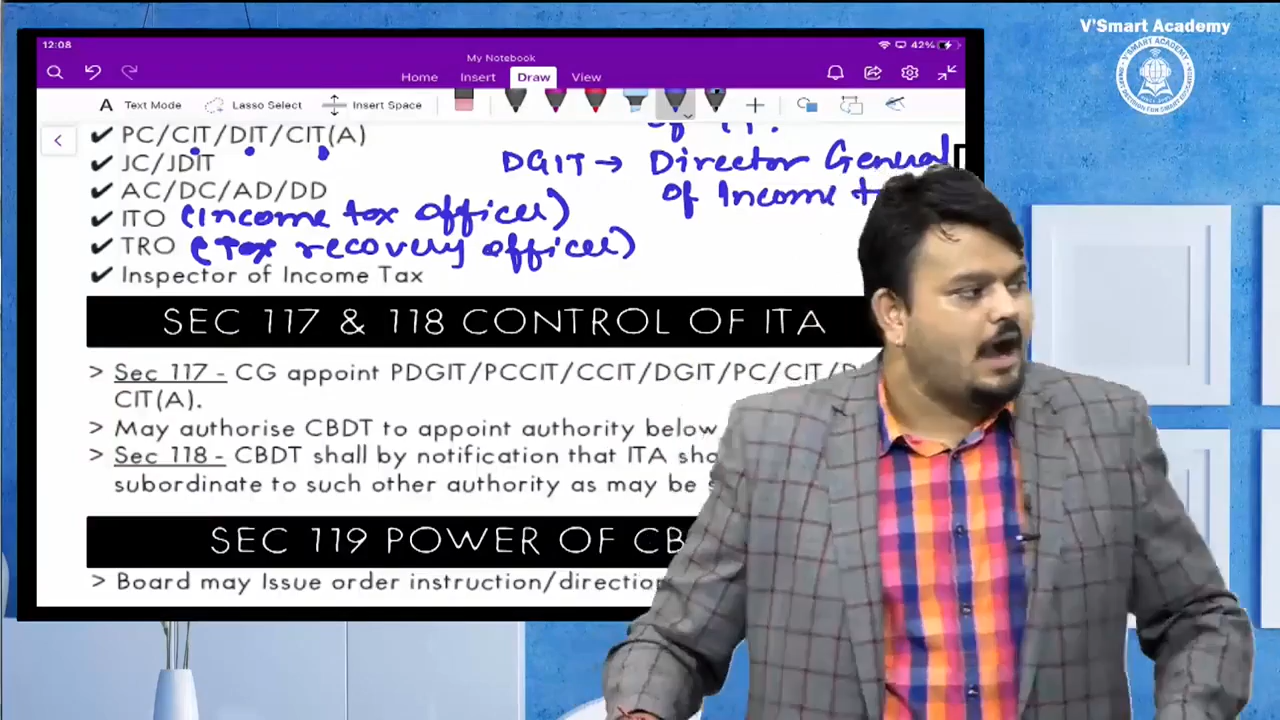 V'Smart Academy
12:08
42%
My Notebook
Home Insert Draw View
A Text Mode Lasso Select Insert Space
PC/CIT/DIT/CIT(A)
of IT.
JC/JDIT
DGIT → Director General
of Income
AC/DC/AD/DD
ITO (Income tax officer)
TRO (Tax recovery officer)
Inspector of Income Tax
SEC 117 & 118 CONTROL OF ITA
> Sec 117 - CG appoint PDGIT/PCCIT/CCIT/DGIT/PC/CIT/
CIT(A).
> May authorise CBDT to appoint authority below
> Sec 118 - CBDT shall by notification that ITA
subordinate to such other authority as may be
SEC 119 POWER OF
> Board may Issue order instruction/